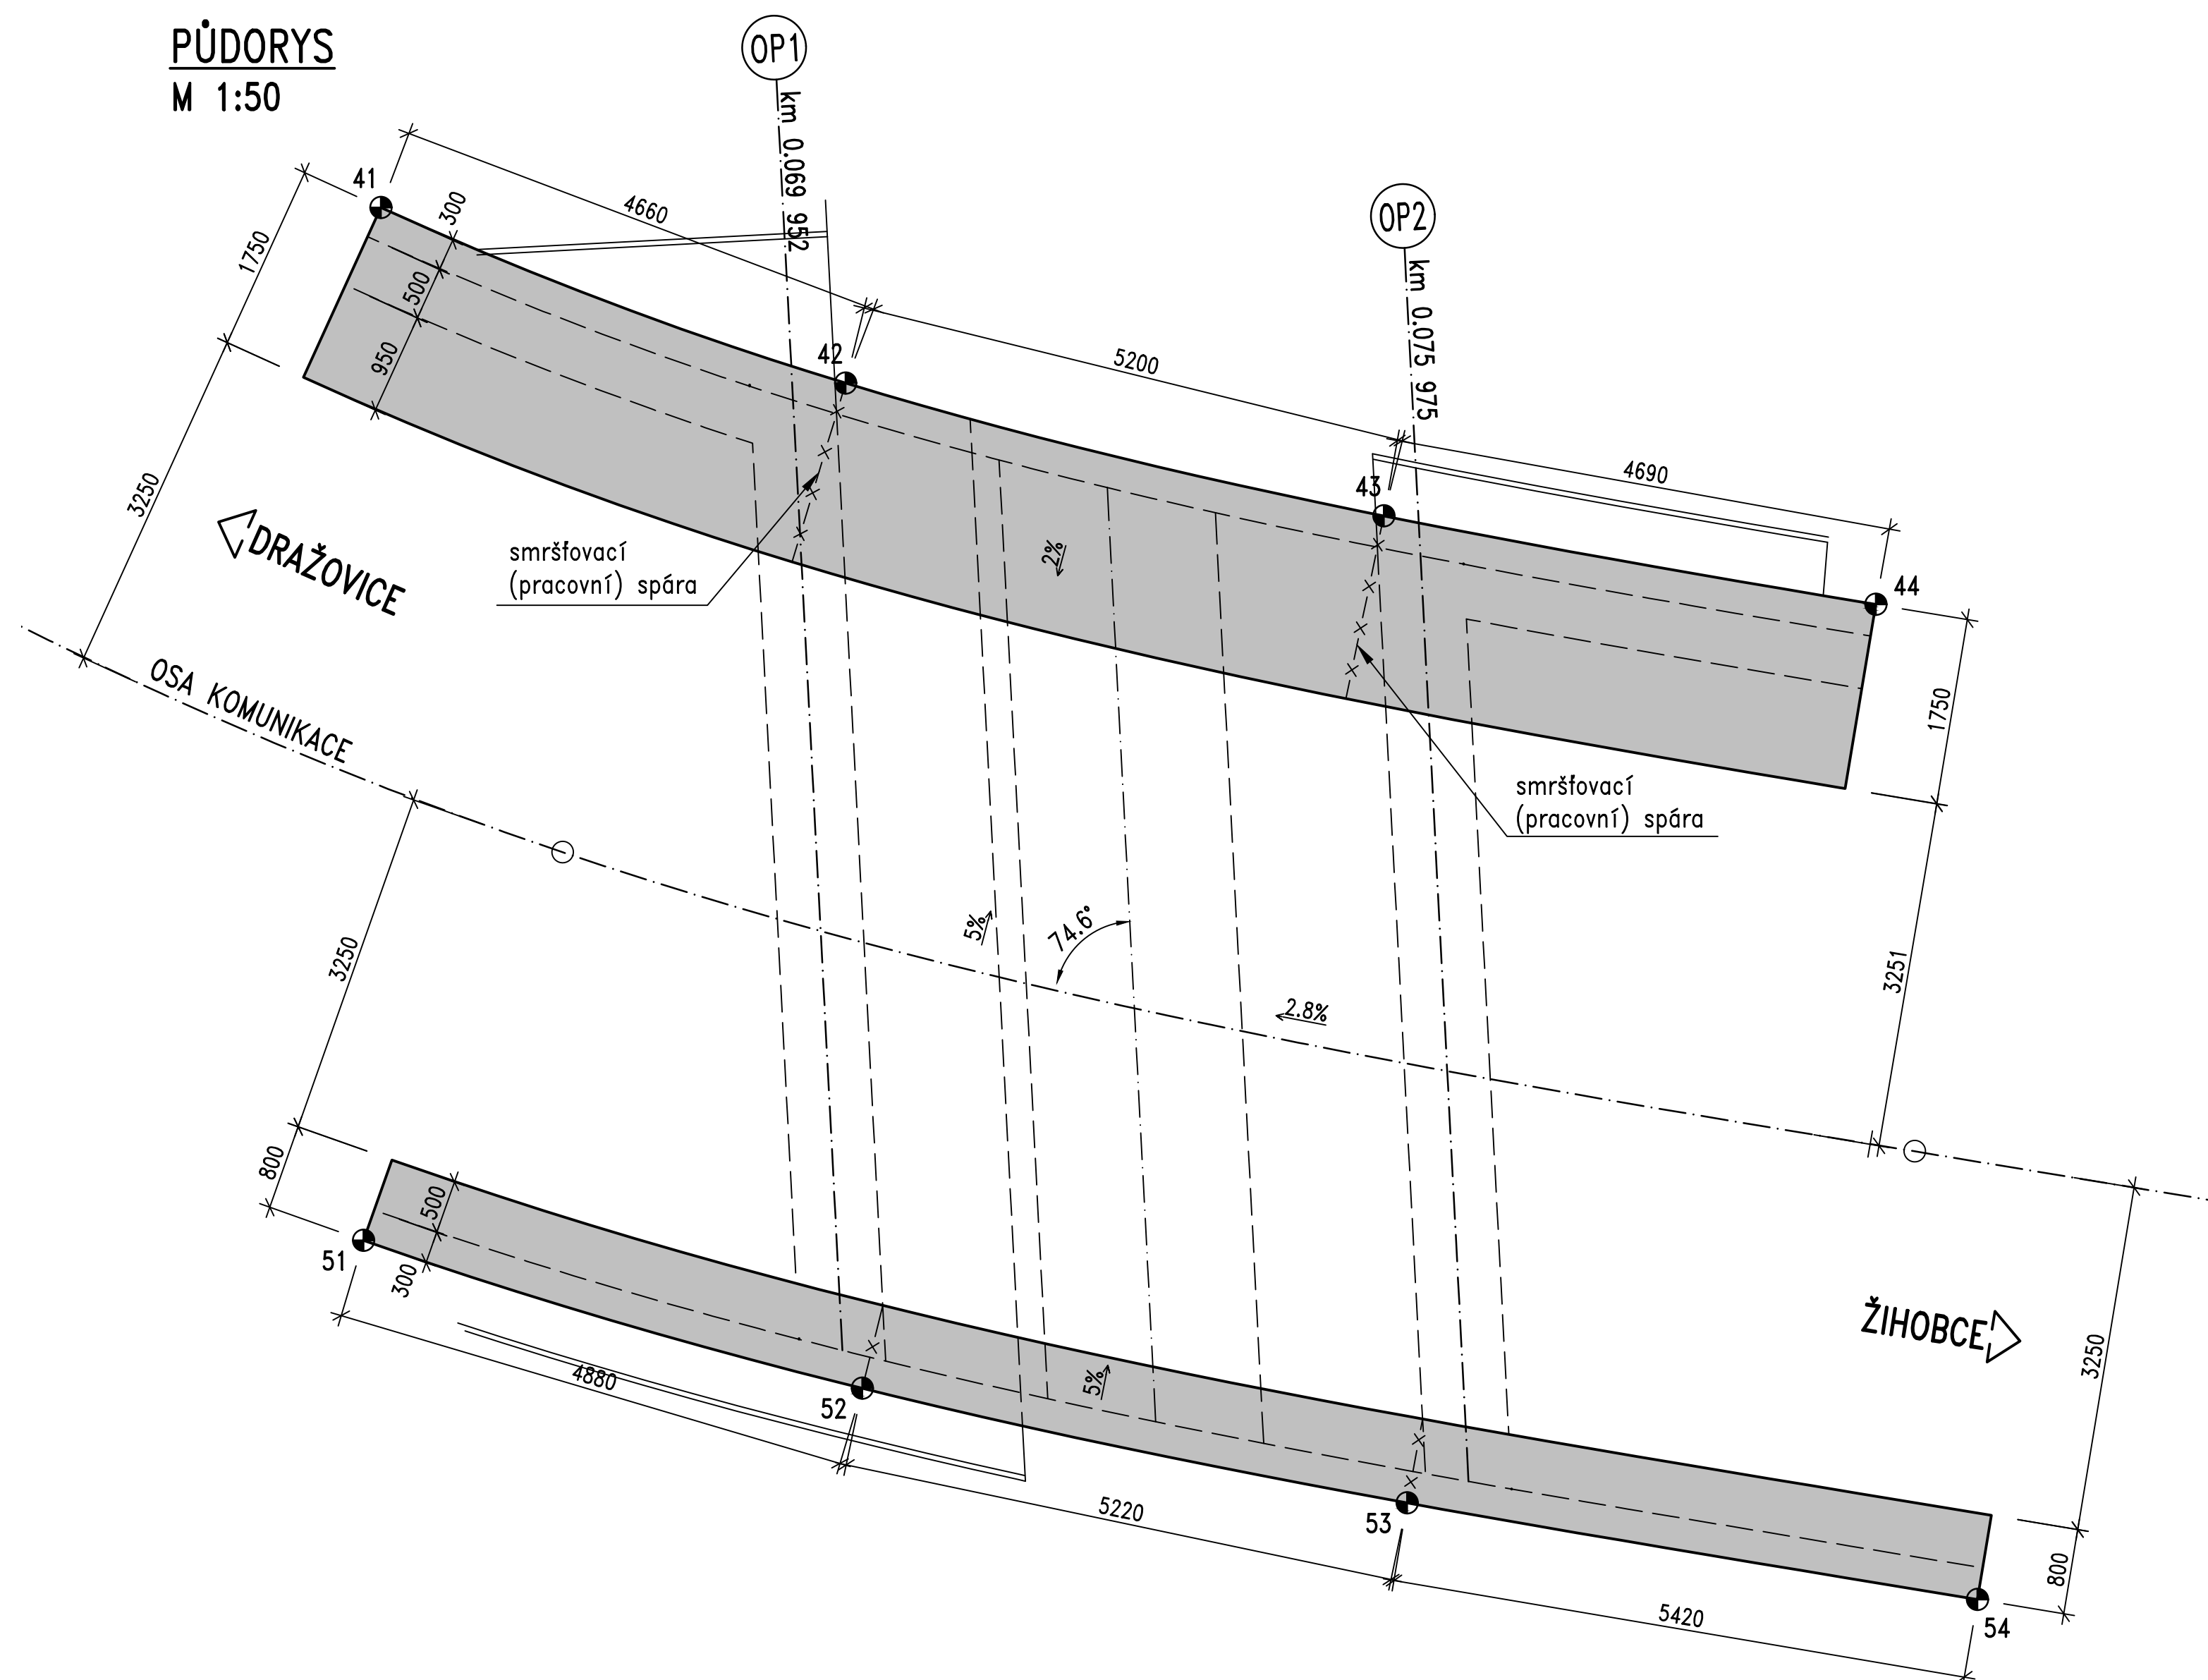 PŮDORYS
M 1:50
OP1
km 0.069 952
OP2
km 0.075 975
41
300
4660
1750
500
950
42
5200
43
4690
44
3250
DRAŽOVICE
smršťovací
(pracovní) spára
2%
1750
OSA KOMUNIKACE
smršťovací
(pracovní) spára
3250
5%
74.6°
2.8%
3251
800
500
51
300
4880
52
5%
5220
53
ŽIHOBCE
3250
800
5420
54